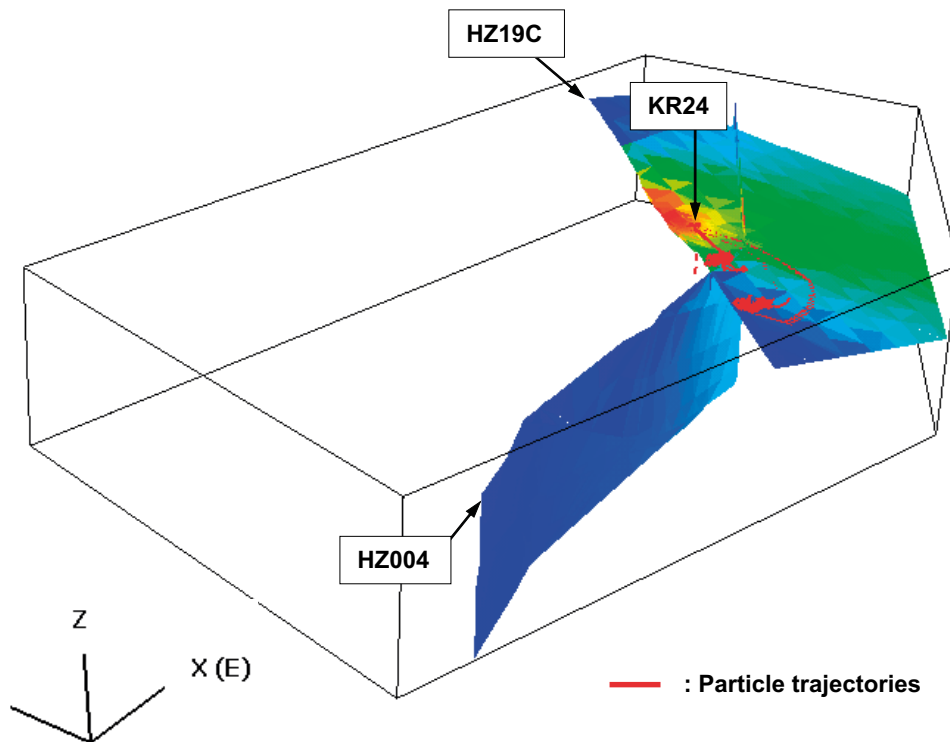 HZ19C
KR24
HZ004
Z
X (E)
: Particle trajectories